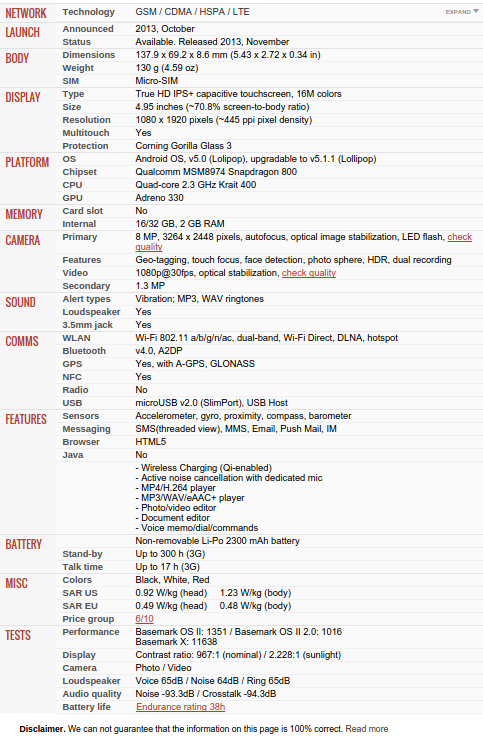 NETWORK Technology GSM / CDMA / HSPA / LTE EXPAND ▼
LAUNCH Announced 2013, October
Status Available. Released 2013, November
BODY Dimensions 137.9 x 69.2 x 8.6 mm (5.43 x 2.72 x 0.34 in)
Weight 130 g (4.59 oz)
SIM Micro-SIM
DISPLAY Type True HD IPS+ capacitive touchscreen, 16M colors
Size 4.95 inches (~70.8% screen-to-body ratio)
Resolution 1080 x 1920 pixels (~445 ppi pixel density)
Multitouch Yes
Protection Corning Gorilla Glass 3
PLATFORM OS Android OS, v5.0 (Lolipop), upgradable to v5.1.1 (Lollipop)
Chipset Qualcomm MSM8974 Snapdragon 800
CPU Quad-core 2.3 GHz Krait 400
GPU Adreno 330
MEMORY Card slot No
Internal 16/32 GB, 2 GB RAM
CAMERA Primary 8 MP, 3264 x 2448 pixels, autofocus, optical image stabilization, LED flash, check
quality
Features Geo-tagging, touch focus, face detection, photo sphere, HDR, dual recording
Video 1080p@30fps, optical stabilization, check quality
Secondary 1.3 MP
SOUND Alert types Vibration; MP3, WAV ringtones
Loudspeaker Yes
3.5mm jack Yes
COMMS WLAN Wi-Fi 802.11 a/b/g/n/ac, dual-band, Wi-Fi Direct, DLNA, hotspot
Bluetooth v4.0, A2DP
GPS Yes, with A-GPS, GLONASS
NFC Yes
Radio No
USB microUSB v2.0 (SlimPort), USB Host
FEATURES Sensors Accelerometer, gyro, proximity, compass, barometer
Messaging SMS(threaded view), MMS, Email, Push Mail, IM
Browser HTML5
Java No
- Wireless Charging (Qi-enabled)
- Active noise cancellation with dedicated mic
- MP4/H.264 player
- MP3/WAV/eAAC+ player
- Photo/video editor
- Document editor
- Voice memo/dial/commands
BATTERY Non-removable Li-Po 2300 mAh battery
Stand-by Up to 300 h (3G)
Talk time Up to 17 h (3G)
MISC Colors Black, White, Red
SAR US 0.92 W/kg (head) 1.23 W/kg (body)
SAR EU 0.49 W/kg (head) 0.48 W/kg (body)
Price group 6/10
TESTS Performance Basemark OS II: 1351 / Basemark OS II 2.0: 1016
Basemark X: 11638
Display Contrast ratio: 967:1 (nominal) / 2.228:1 (sunlight)
Camera Photo / Video
Loudspeaker Voice 65dB / Noise 64dB / Ring 65dB
Audio quality Noise -93.3dB / Crosstalk -94.3dB
Battery life Endurance rating 38h
Disclaimer. We can not guarantee that the information on this page is 100% correct. Read more